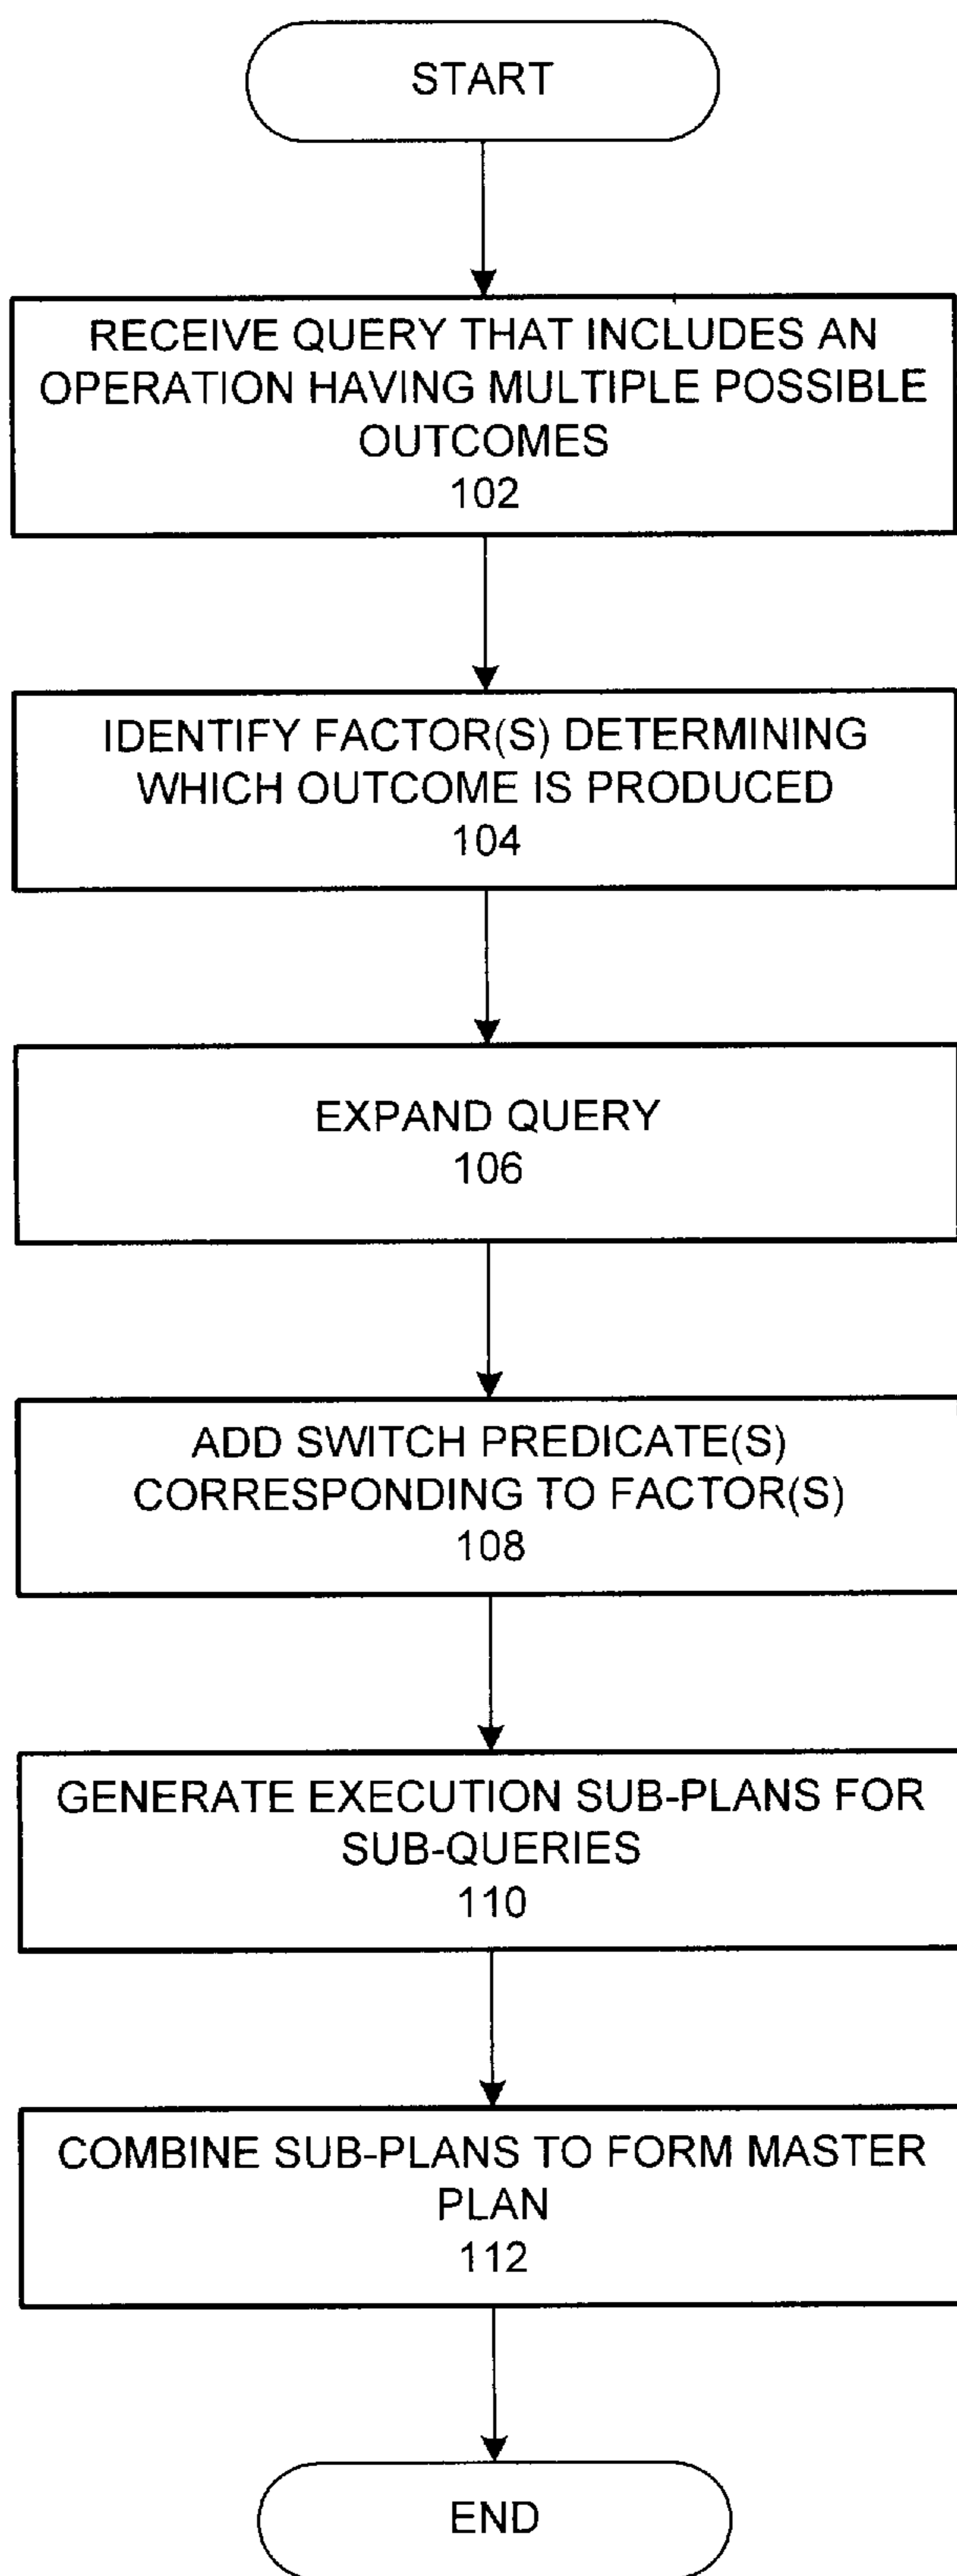 START
RECEIVE QUERY THAT INCLUDES AN
OPERATION HAVING MULTIPLE POSSIBLE
OUTCOMES
102
IDENTIFY FACTOR(S) DETERMINING
WHICH OUTCOME IS PRODUCED
104
EXPAND QUERY
106
ADD SWITCH PREDICATE(S)
CORRESPONDING TO FACTOR(S)
108
GENERATE EXECUTION SUB-PLANS FOR
SUB-QUERIES
110
COMBINE SUB-PLANS TO FORM MASTER
PLAN
112
END